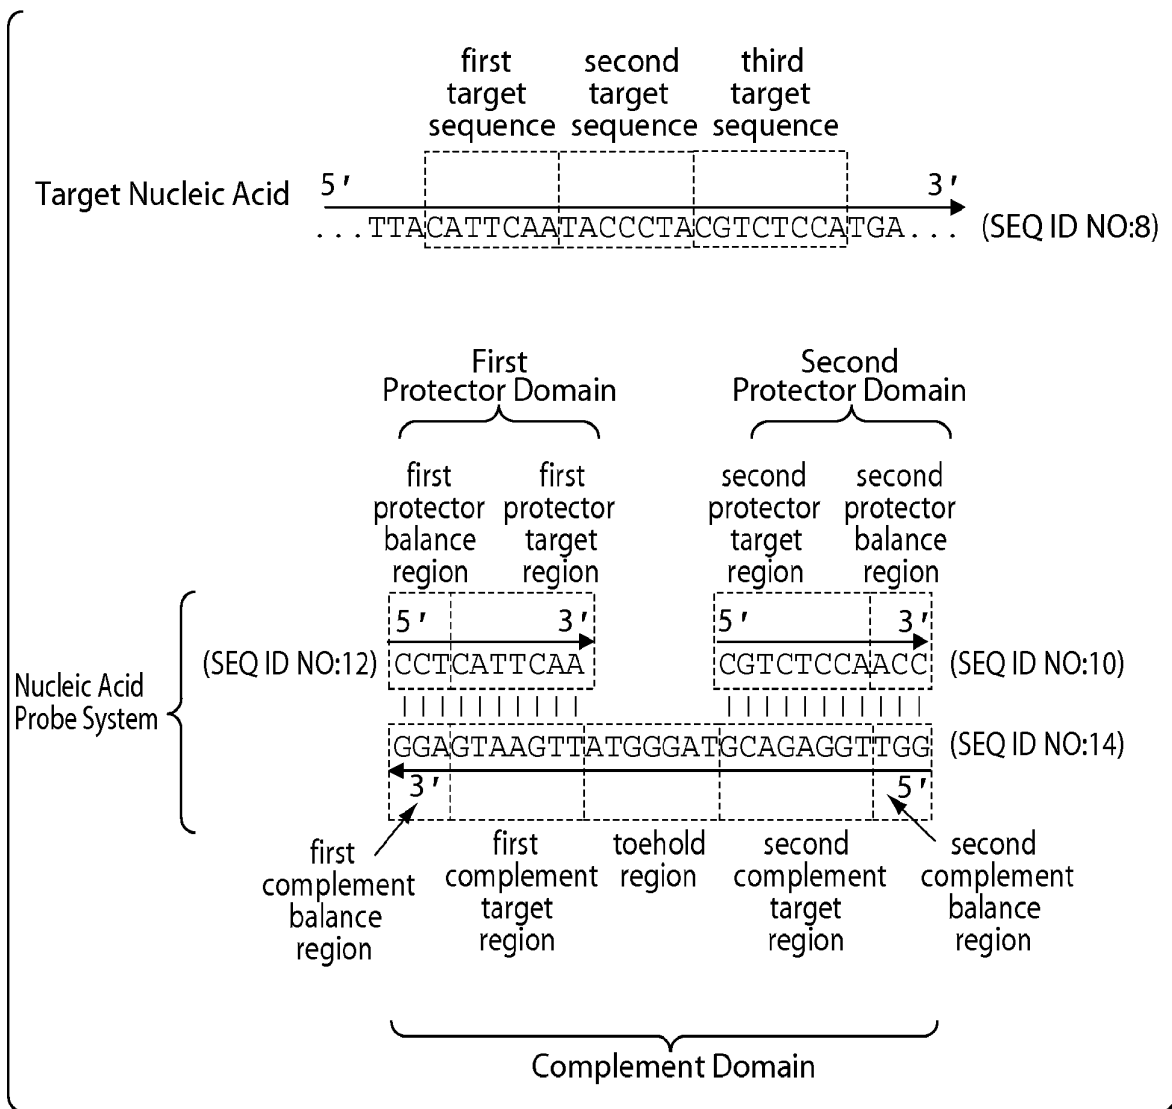 first
target
sequence
second
target
sequence
third
target
sequence
Target Nucleic Acid
5 ′
3 ′
...TTACATTCAATACCCTACGTCTCCATGA...
(SEQ ID NO:8)
First
Protector Domain
Second
Protector Domain
first
protector
balance
region
first
protector
target
region
second
protector
target
region
second
protector
balance
region
Nucleic Acid
Probe System
5 ′
3 ′
5 ′
3 ′
(SEQ ID NO:12)
CCTCATTCAA
CGTCTCCAACC
(SEQ ID NO:10)
GGAGTAAGTTATGGGATGCAGAGGTTGG
(SEQ ID NO:14)
3 ′
5 ′
first
complement
balance
region
first
complement
target
region
toehold
region
second
complement
target
region
second
complement
balance
region
Complement Domain